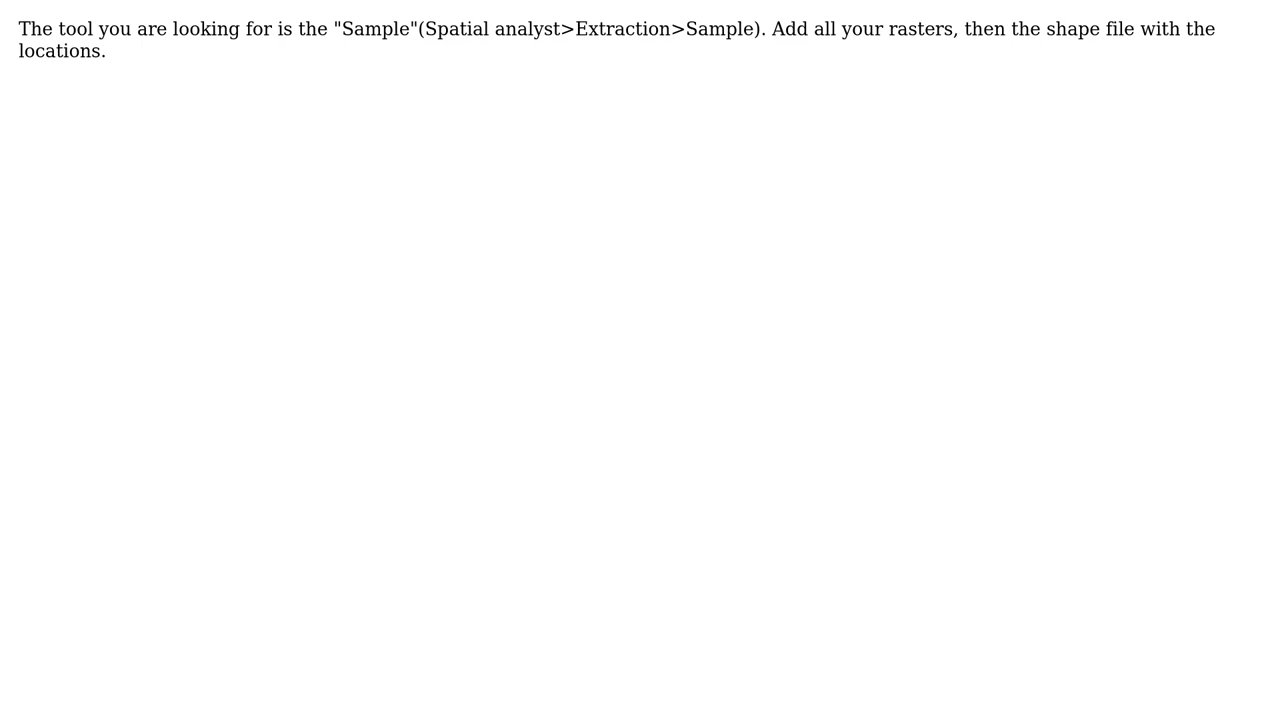 The tool you are looking for is the "Sample"(Spatial analyst>Extraction>Sample). Add all your rasters, then the shape file with the
locations.